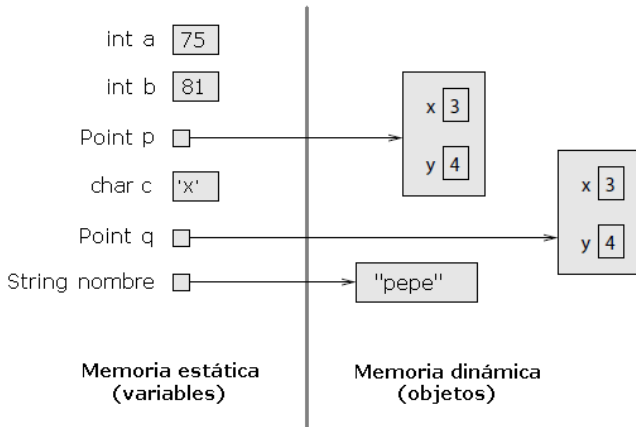 int a 75
int b 81
Point p
x 3
y 4
char c 'x'
Point q
x 3
y 4
String nombre
"pepe"
Memoria estática
(variables)
Memoria dinámica
(objetos)